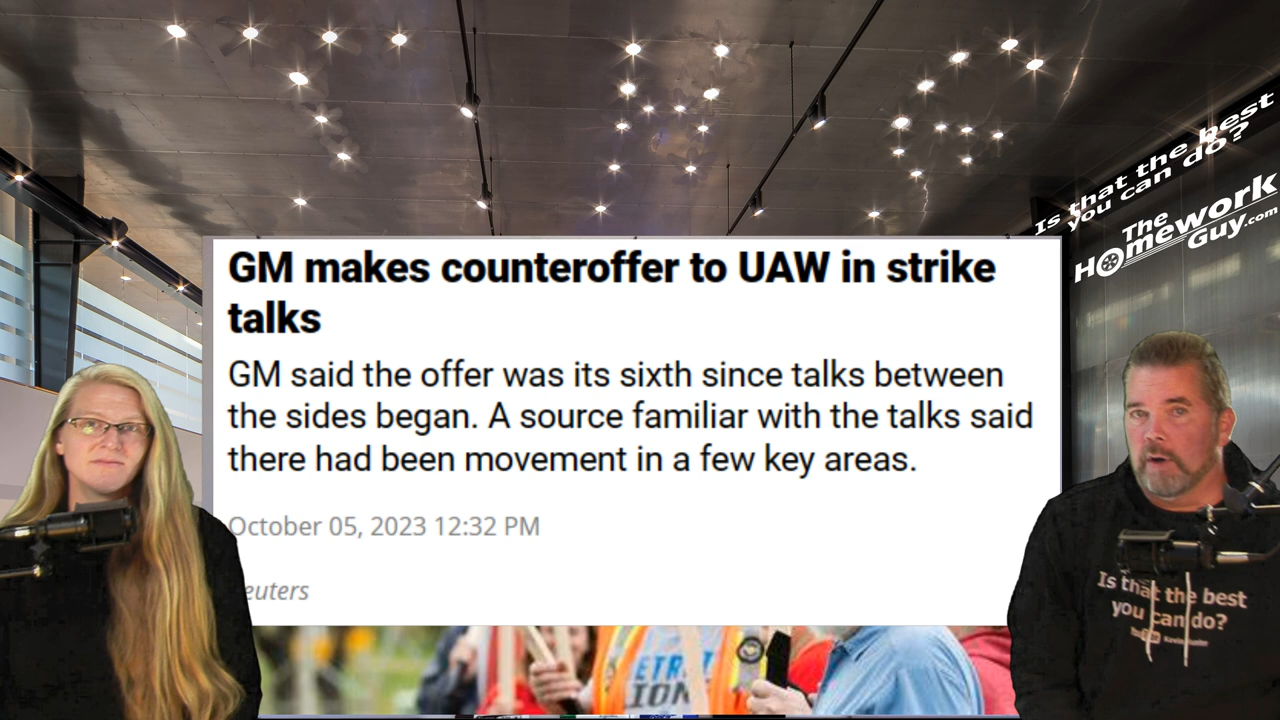 Is that the best
you can do?
The
Homework
Guy.com
GM makes counteroffer to UAW in strike
talks
GM said the offer was its sixth since talks between
the sides began. A source familiar with the talks said
there had been movement in a few key areas.
October 05, 2023 12:32 PM
euters
Is that the best
you can do?